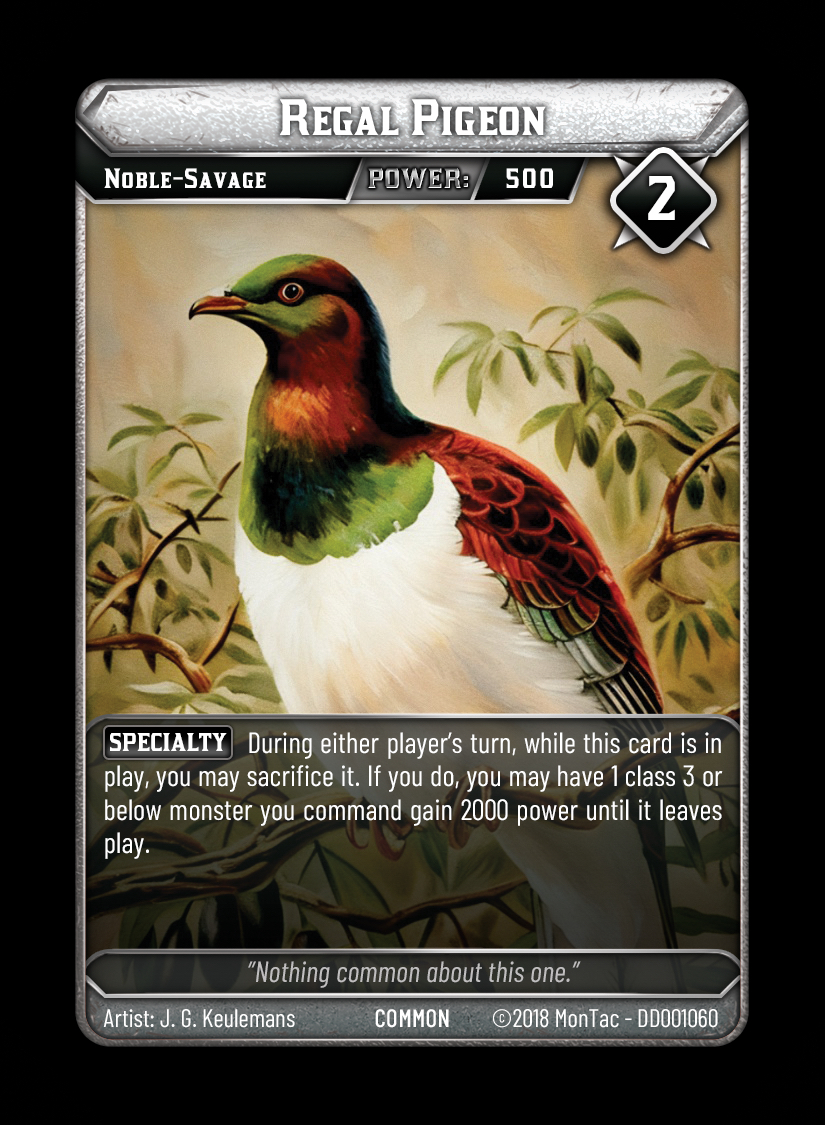 REGAL PIGEON
NOBLE-SAVAGE POWER: 500
2
SPECIALTY During either player's turn, while this card is in
play, you may sacrifice it. If you do, you may have 1 class 3 or
below monster you command gain 2000 power until it leaves
play.
"Nothing common about this one."
Artist: J. G. Keulemans COMMON ©2018 MonTac - DD001060